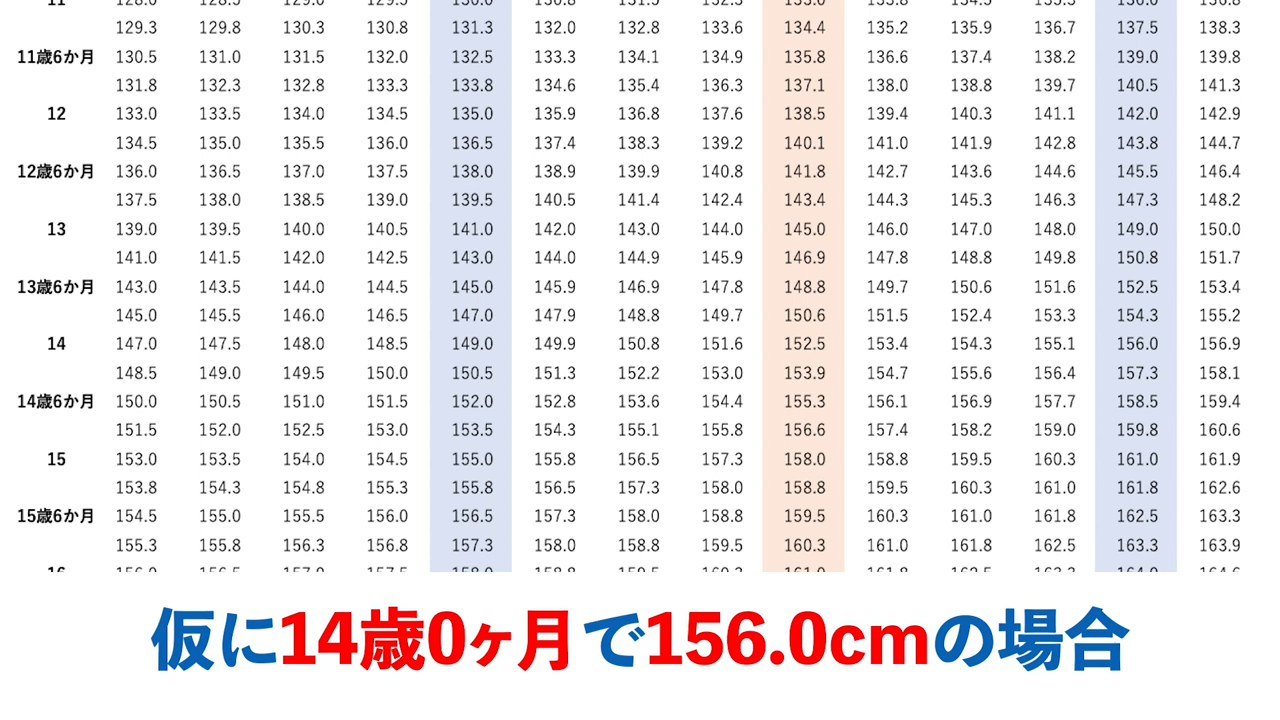 11 128.0 128.5 129.0 129.5 130.0 130.8 131.5 132.3 133.0 133.8 134.5 135.3 136.0 136.8
129.3 129.8 130.3 130.8 131.3 132.0 132.8 133.6 134.4 135.2 135.9 136.7 137.5 138.3
11歳6か月 130.5 131.0 131.5 132.0 132.5 133.3 134.1 134.9 135.8 136.6 137.4 138.2 139.0 139.8
131.8 132.3 132.8 133.3 133.8 134.6 135.4 136.3 137.1 138.0 138.8 139.7 140.5 141.3
12 133.0 133.5 134.0 134.5 135.0 135.9 136.8 137.6 138.5 139.4 140.3 141.1 142.0 142.9
134.5 135.0 135.5 136.0 136.5 137.4 138.3 139.2 140.1 141.0 141.9 142.8 143.8 144.7
12歳6か月 136.0 136.5 137.0 137.5 138.0 138.9 139.9 140.8 141.8 142.7 143.6 144.6 145.5 146.4
137.5 138.0 138.5 139.0 139.5 140.5 141.4 142.4 143.4 144.3 145.3 146.3 147.3 148.2
13 139.0 139.5 140.0 140.5 141.0 142.0 143.0 144.0 145.0 146.0 147.0 148.0 149.0 150.0
141.0 141.5 142.0 142.5 143.0 144.0 144.9 145.9 146.9 147.8 148.8 149.8 150.8 151.7
13歳6か月 143.0 143.5 144.0 144.5 145.0 145.9 146.9 147.8 148.8 149.7 150.6 151.6 152.5 153.4
145.0 145.5 146.0 146.5 147.0 147.9 148.8 149.7 150.6 151.5 152.4 153.3 154.3 155.2
14 147.0 147.5 148.0 148.5 149.0 149.9 150.8 151.6 152.5 153.4 154.3 155.1 156.0 156.9
148.5 149.0 149.5 150.0 150.5 151.3 152.2 153.0 153.9 154.7 155.6 156.4 157.3 158.1
14歳6か月 150.0 150.5 151.0 151.5 152.0 152.8 153.6 154.4 155.3 156.1 156.9 157.7 158.5 159.4
151.5 152.0 152.5 153.0 153.5 154.3 155.1 155.8 156.6 157.4 158.2 159.0 159.8 160.6
15 153.0 153.5 154.0 154.5 155.0 155.8 156.5 157.3 158.0 158.8 159.5 160.3 161.0 161.9
153.8 154.3 154.8 155.3 155.8 156.5 157.3 158.0 158.8 159.5 160.3 161.0 161.8 162.6
15歳6か月 154.5 155.0 155.5 156.0 156.5 157.3 158.0 158.8 159.5 160.3 161.0 161.8 162.5 163.3
155.3 155.8 156.3 156.8 157.3 158.0 158.8 159.5 160.3 161.0 161.8 162.5 163.3 163.9
仮に14歳0ヶ月で156.0cmの場合